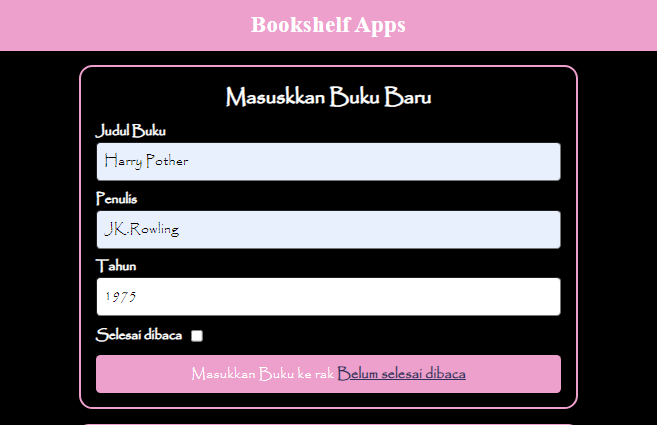 Bookshelf Apps
Masuskkan Buku Baru
Judul Buku
Harry Pother
Penulis
JK.Rowling
Tahun
1975
Selesai dibaca
Masukkan Buku ke rak Belum selesai dibaca